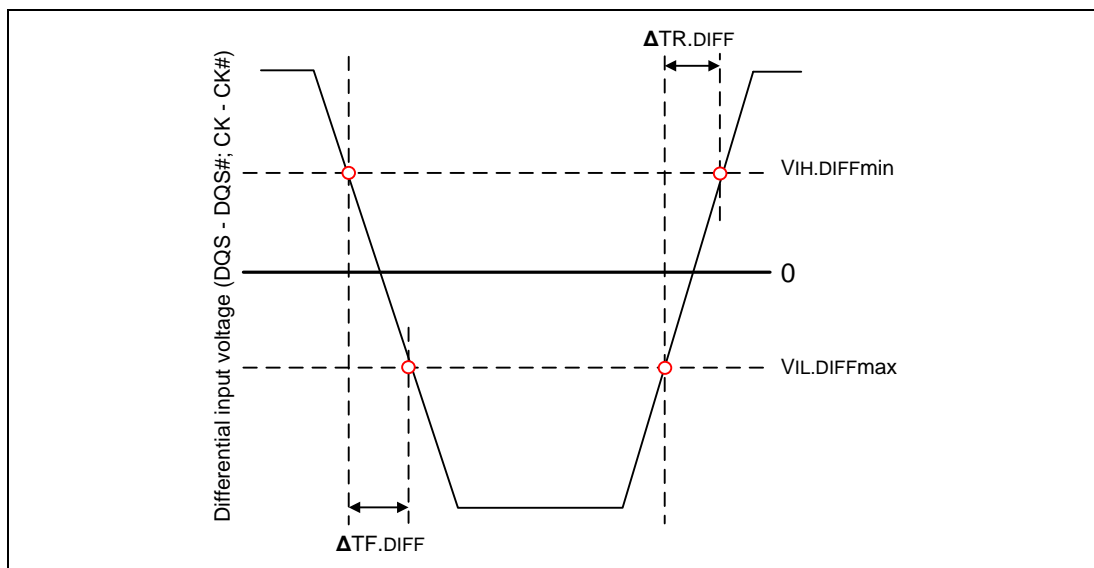 ΔTR.DIFF
Differential input voltage (DQS - DQS#; CK - CK#)
VIH.DIFFmin
0
VIL.DIFFmax
ΔTF.DIFF